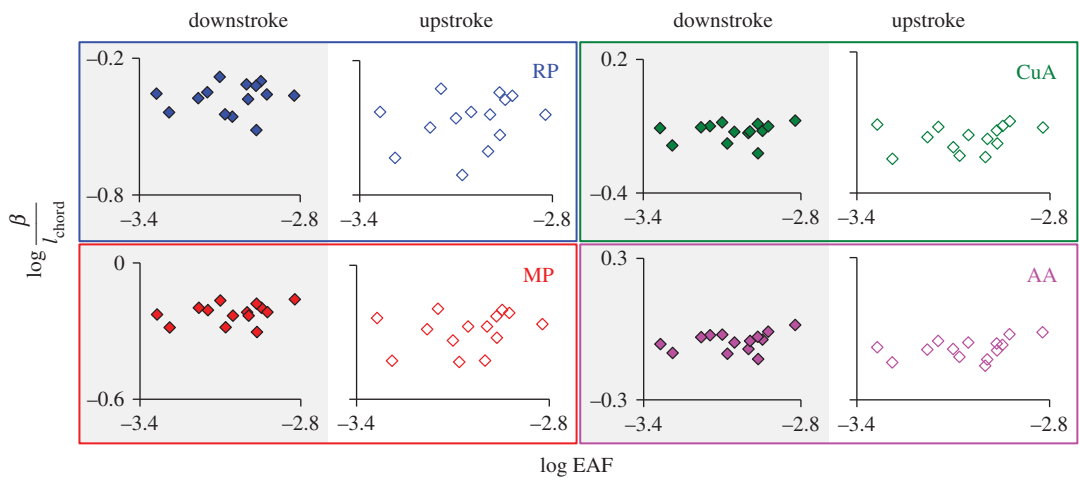 downstroke upstroke downstroke upstroke
−0.2 RP 0.2 CuA
−0.8 −0.4
−3.4 −2.8 −3.4 −2.8 −3.4 −2.8 −3.4 −2.8
log β / l chord
0 MP 0.3 AA
−0.6 −0.3
−3.4 −2.8 −3.4 −2.8 −3.4 −2.8 −3.4 −2.8
log EAF